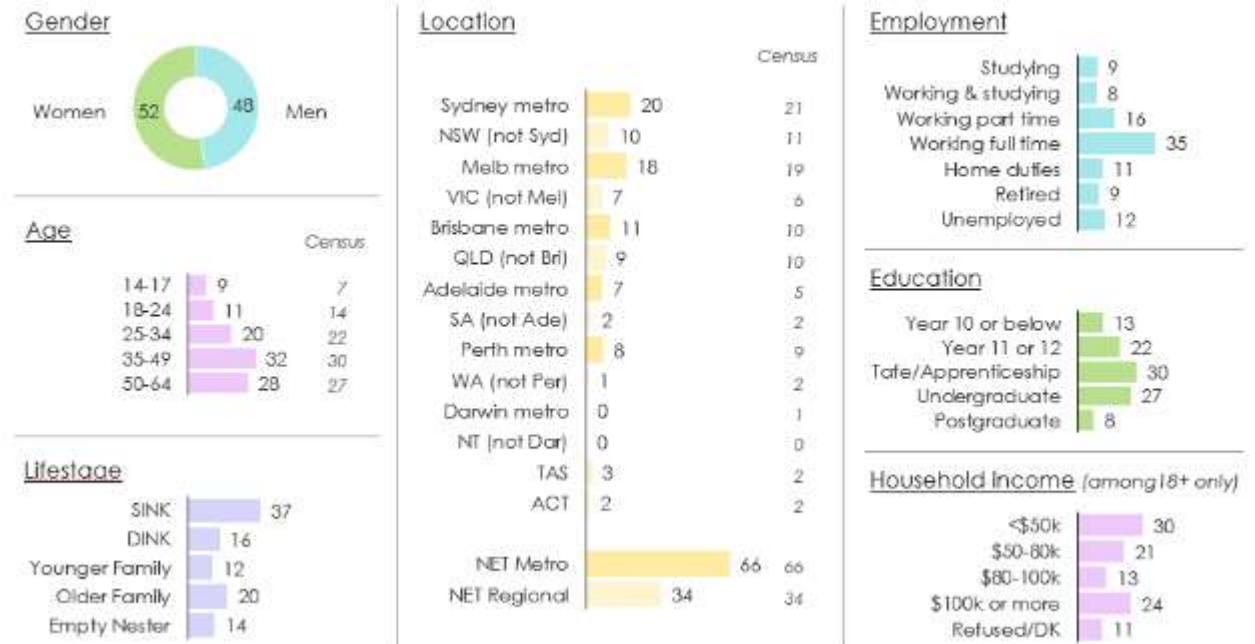 Gender
Women 52 48 Men
Age
Census
14-17 9 7
18-24 11 14
25-34 20 22
35-49 32 30
50-64 28 27
Lifestage
SINK 37
DINK 16
Younger Family 12
Older Family 20
Empty Nester 14
Location
Census
Sydney metro 20 21
NSW (not Syd) 10 11
Melb metro 18 19
VIC (not Mel) 7 6
Brisbane metro 11 10
QLD (not Bri) 9 10
Adelaide metro 7 5
SA (not Ade) 2 2
Perth metro 8 9
WA (not Per) 1 2
Darwin metro 0 1
NT (not Dar) 0 0
TAS 3 2
ACT 2 2
NET Metro 66 66
NET Regional 34 34
Employment
Studying 9
Working & studying 8
Working part time 16
Working full time 35
Home duties 11
Retired 9
Unemployed 12
Education
Year 10 or below 13
Year 11 or 12 22
Tafe/Apprenticeship 30
Undergraduate 27
Postgraduate 8
Household Income (among18+ only)
<$50k 30
$50-80k 21
$80-100k 13
$100k or more 24
Refused/DK 11